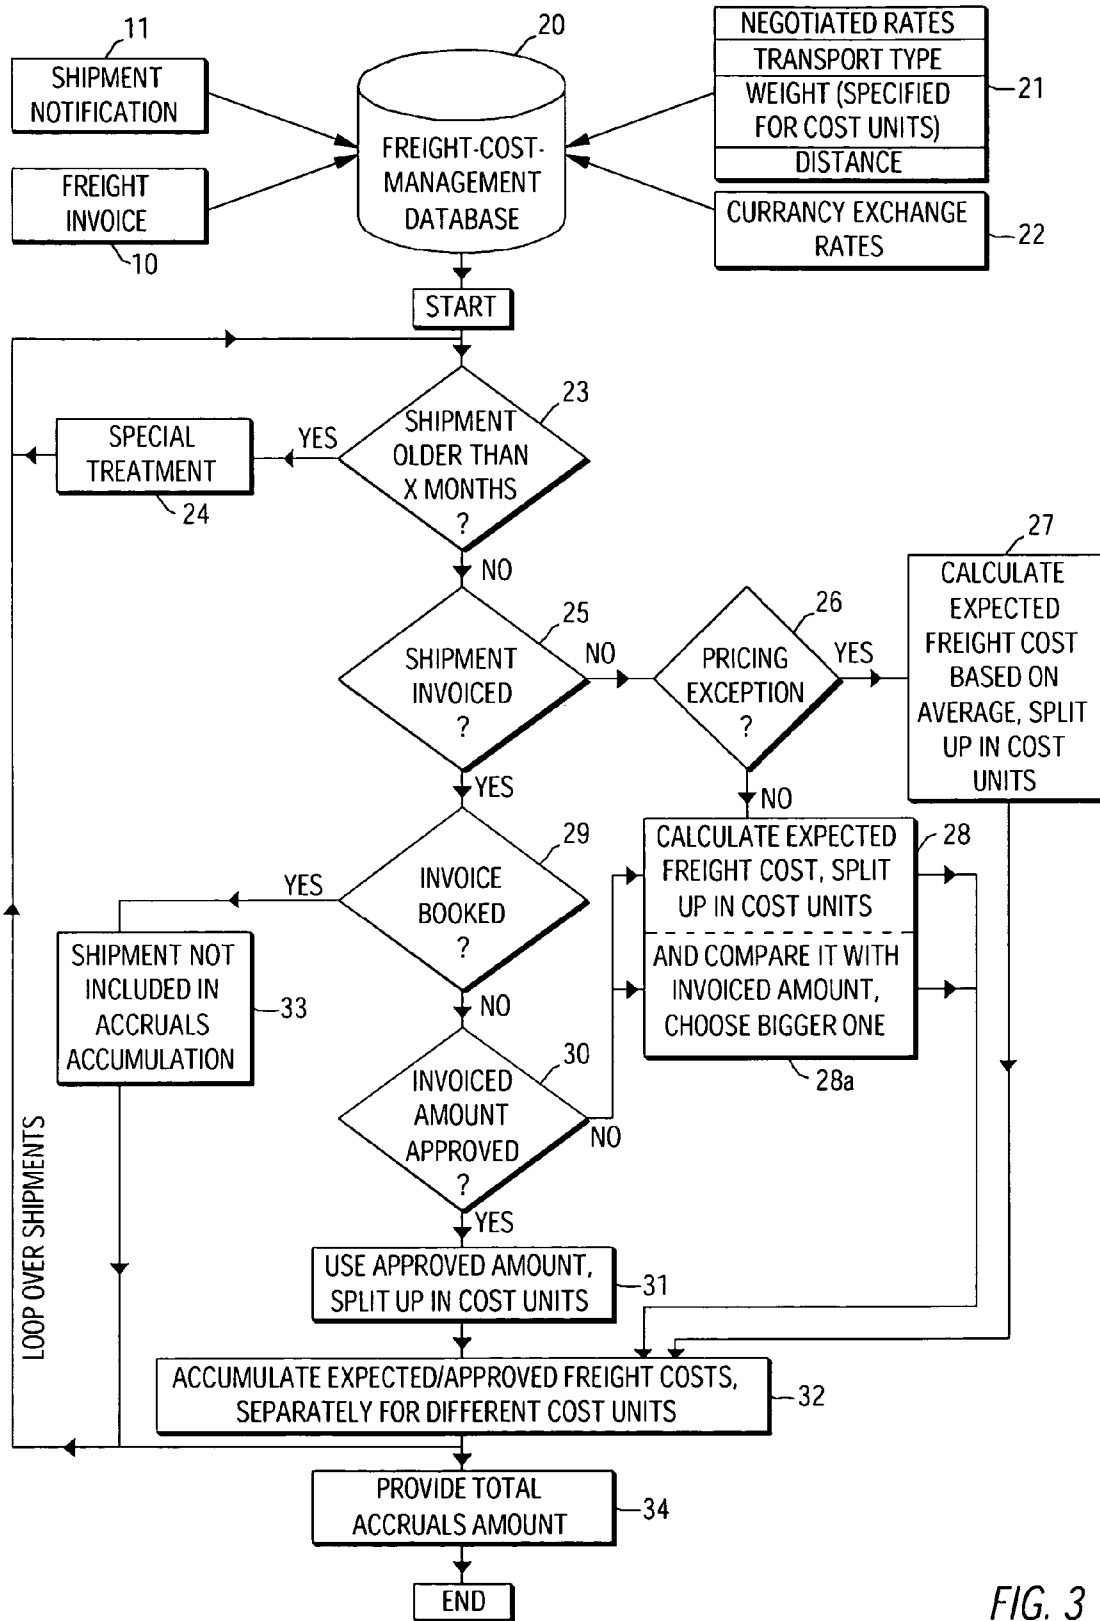 11
SHIPMENT
NOTIFICATION
FREIGHT
INVOICE
10
20
FREIGHT-COST-
MANAGEMENT
DATABASE
NEGOTIATED RATES
TRANSPORT TYPE
WEIGHT (SPECIFIED
FOR COST UNITS)
DISTANCE
21
CURRANCY EXCHANGE
RATES
22
START
23
SHIPMENT
OLDER THAN
X MONTHS
?
YES
SPECIAL
TREATMENT
24
NO
25
SHIPMENT
INVOICED
?
NO
26
PRICING
EXCEPTION
?
YES
27
CALCULATE
EXPECTED
FREIGHT COST
BASED ON
AVERAGE, SPLIT
UP IN COST
UNITS
YES
NO
29
INVOICE
BOOKED
?
YES
CALCULATE EXPECTED
FREIGHT COST, SPLIT
UP IN COST UNITS
28
AND COMPARE IT WITH
INVOICED AMOUNT,
CHOOSE BIGGER ONE
28a
SHIPMENT NOT
INCLUDED IN
ACCRUALS
ACCUMULATION
33
NO
30
INVOICED
AMOUNT
APPROVED
?
NO
YES
LOOP OVER SHIPMENTS
USE APPROVED AMOUNT,
SPLIT UP IN COST UNITS
31
ACCUMULATE EXPECTED/APPROVED FREIGHT COSTS,
SEPARATELY FOR DIFFERENT COST UNITS
32
PROVIDE TOTAL
ACCRUALS AMOUNT
34
END
FIG. 3